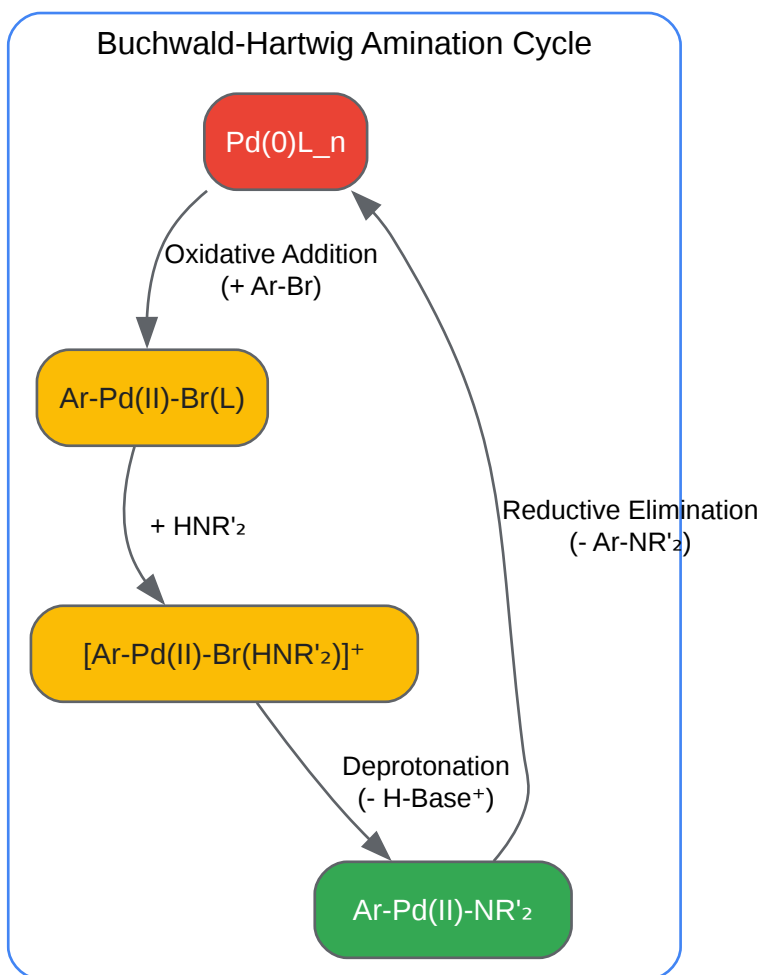 Buchwald-Hartwig Amination Cycle
Pd(0)L_n
Oxidative Addition
(+ Ar-Br)
Ar-Pd(II)-Br(L)
+ HNR'₂
Reductive Elimination
(- Ar-NR'₂)
[Ar-Pd(II)-Br(HNR'₂)]⁺
Deprotonation
(- H-Base⁺)
Ar-Pd(II)-NR'₂